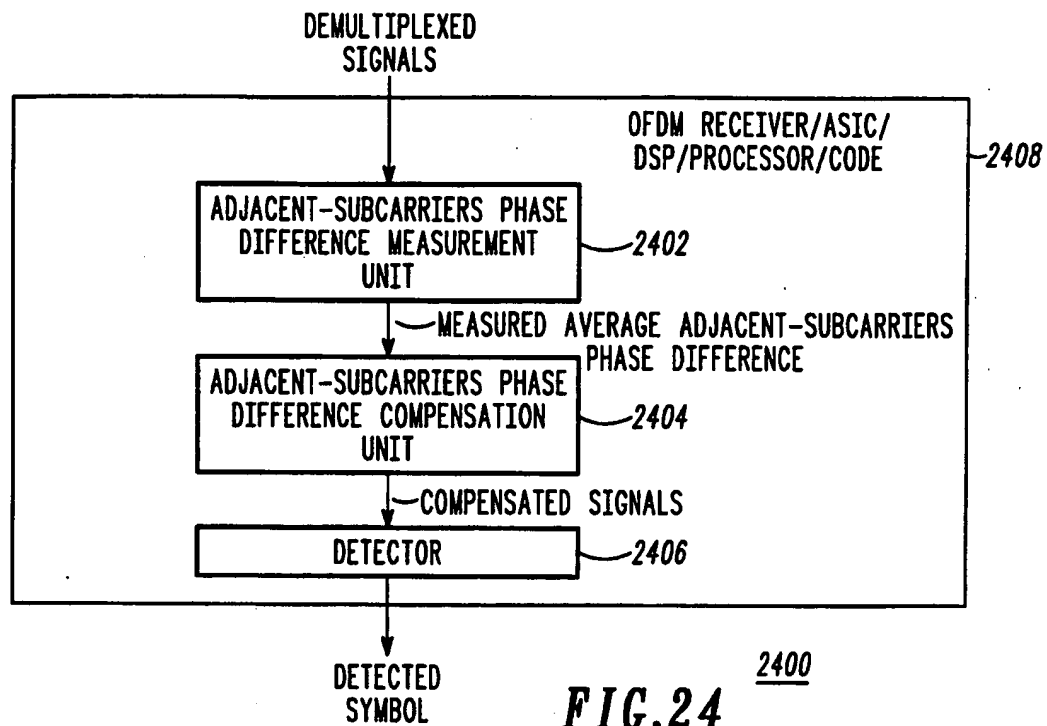 DEMULTIPLEXED
SIGNALS
OFDM RECEIVER/ASIC/
DSP/PROCESSOR/CODE
2408
ADJACENT-SUBCARRIERS PHASE
DIFFERENCE MEASUREMENT
UNIT
2402
MEASURED AVERAGE ADJACENT-SUBCARRIERS
PHASE DIFFERENCE
ADJACENT-SUBCARRIERS PHASE
DIFFERENCE COMPENSATION
UNIT
2404
COMPENSATED SIGNALS
DETECTOR
2406
DETECTED
SYMBOL
2400
FIG.24